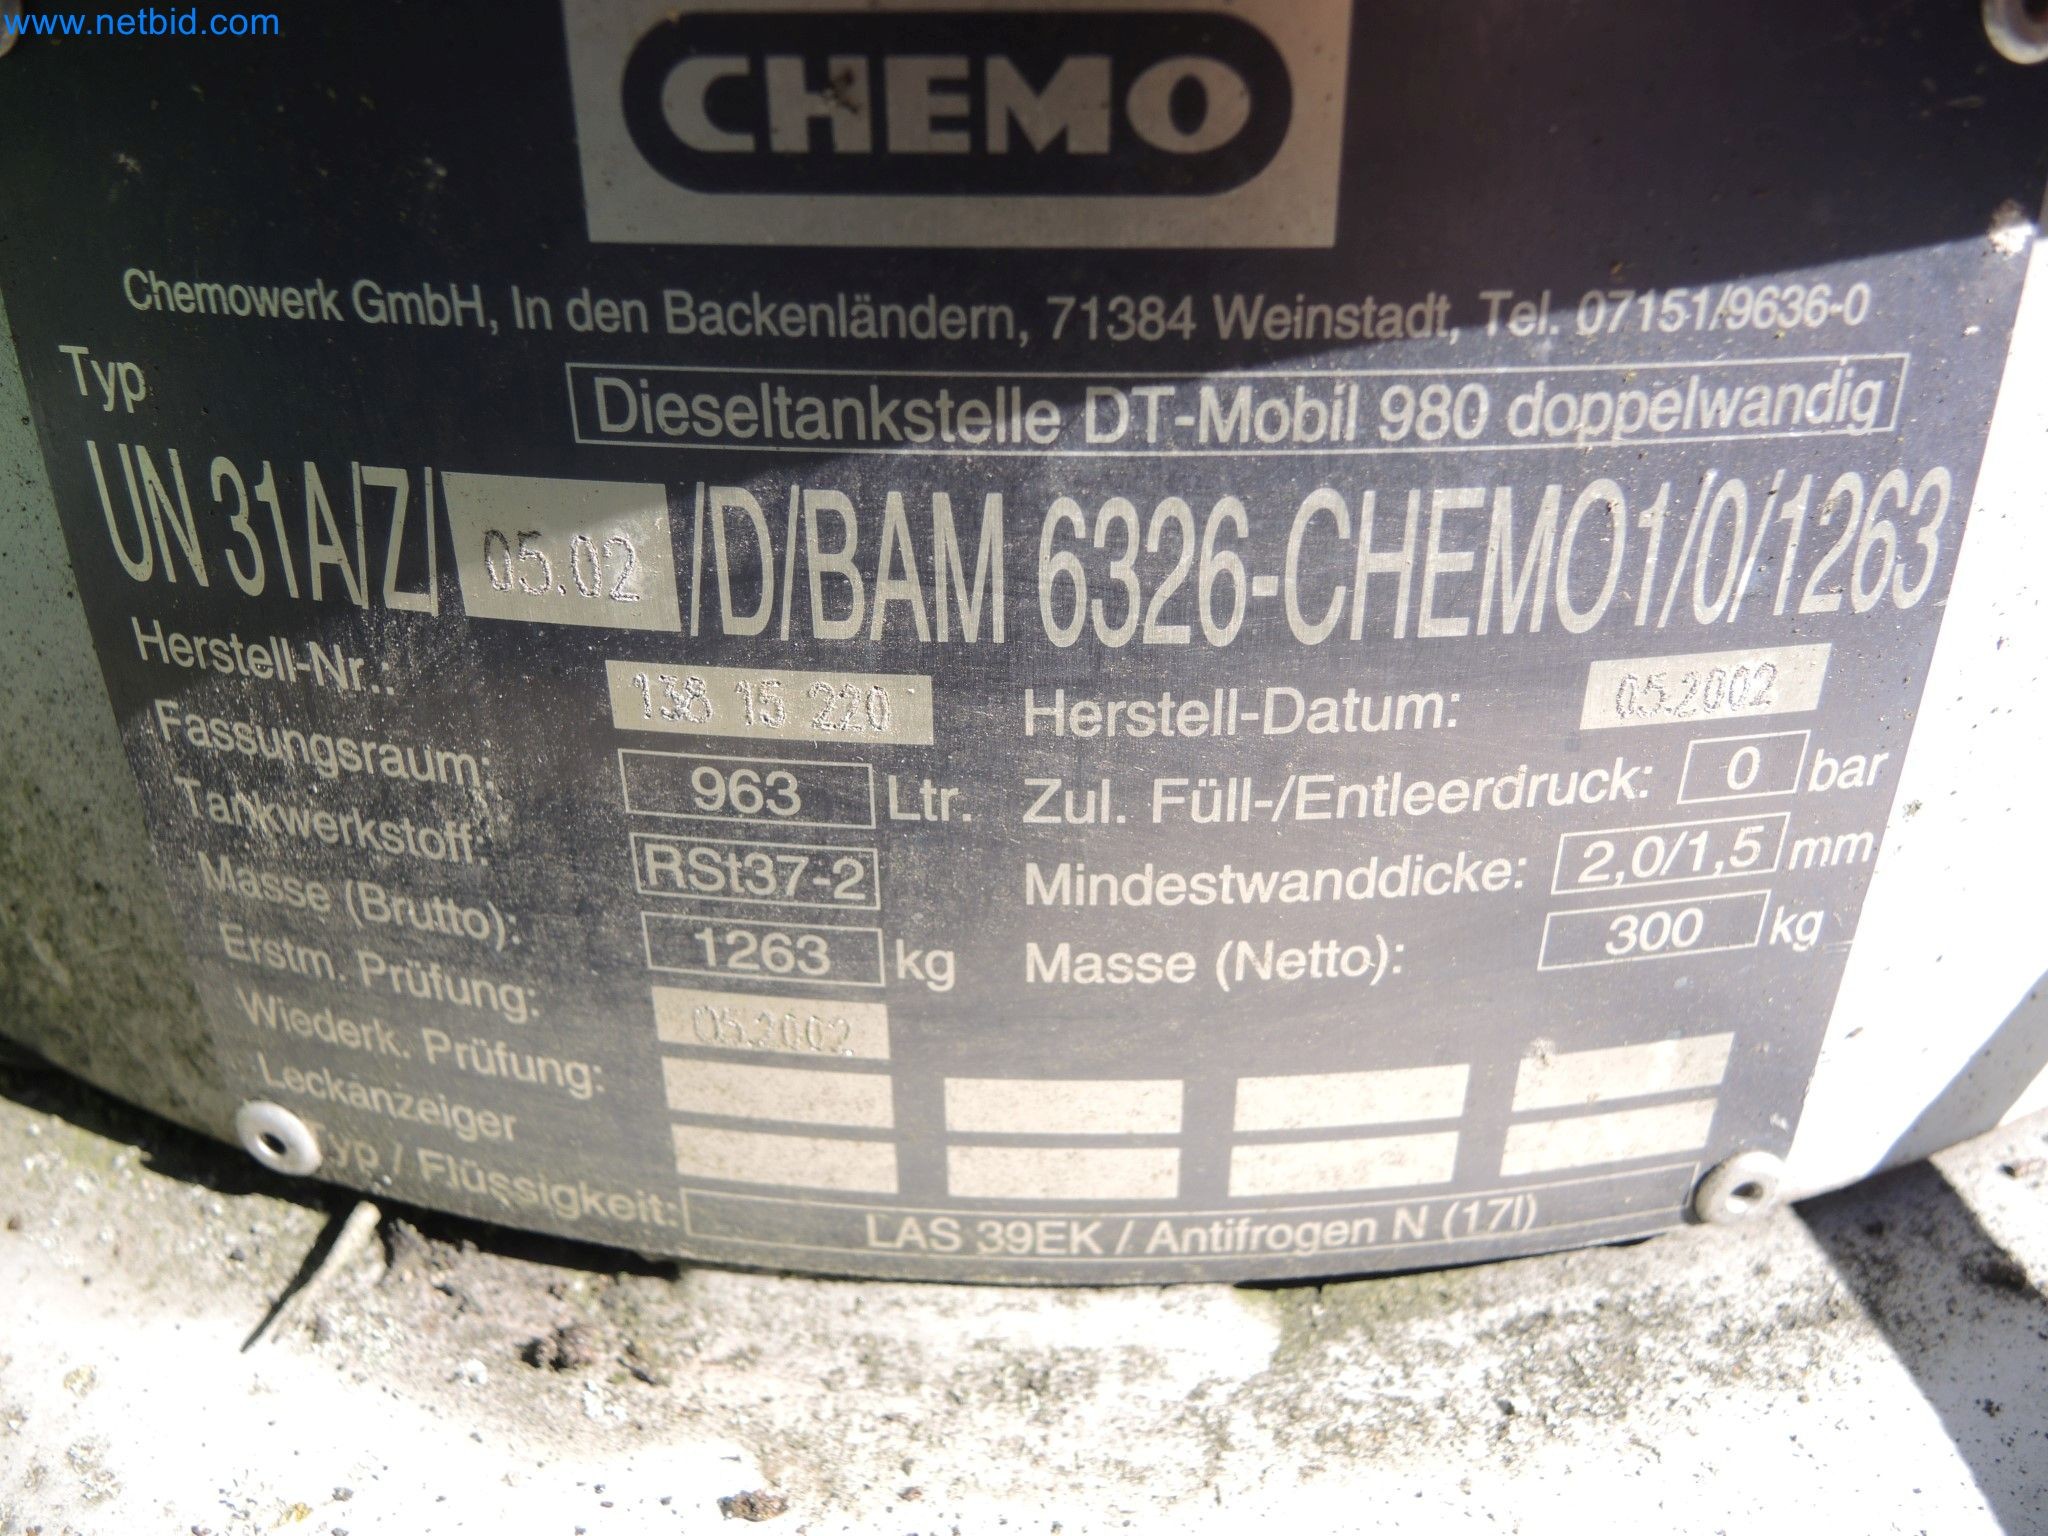 www.netbid.com
CHEMO
Chemowerk GmbH, In den Backenländern, 71384 Weinstadt, Tel. 07151/9636-0
Typ Dieseltankstelle DT-Mobil 980 doppelwandig
UN 31A/Z/ 05.02 /D/BAM 6326-CHEMO1/0/1263
Herstell-Nr.: 138 15 220 Herstell-Datum: 05.2002
Fassungsraum: 963 Ltr. Zul. Füll-/Entleerdruck: 0 bar
Tankwerkstoff: RSt37-2 Mindestwanddicke: 2,0/1,5 mm
Masse (Brutto): 1263 kg Masse (Netto): 300 kg
Erstm. Prüfung: 05.2002
Wiederk. Prüfung:
Leckanzeiger
Typ / Flüssigkeit: LAS 39EK / Antifrogen N (17l)